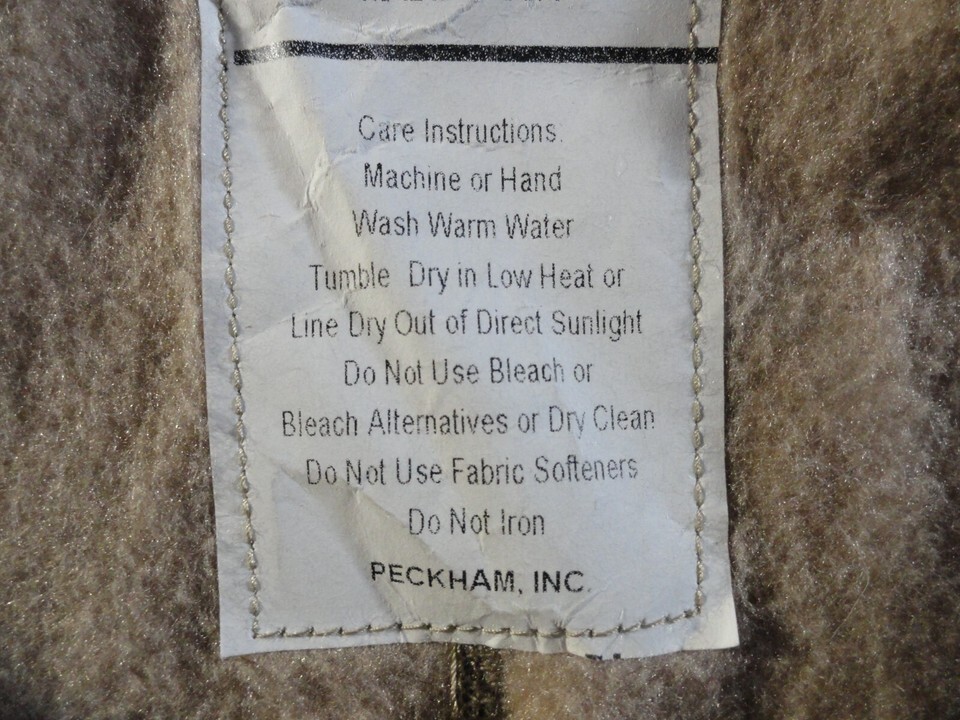 Care Instructions:
Machine or Hand
Wash Warm Water
Tumble Dry in Low Heat or
Line Dry Out of Direct Sunlight
Do Not Use Bleach or
Bleach Alternatives or Dry Clean
Do Not Use Fabric Softeners
Do Not Iron
PECKHAM, INC.